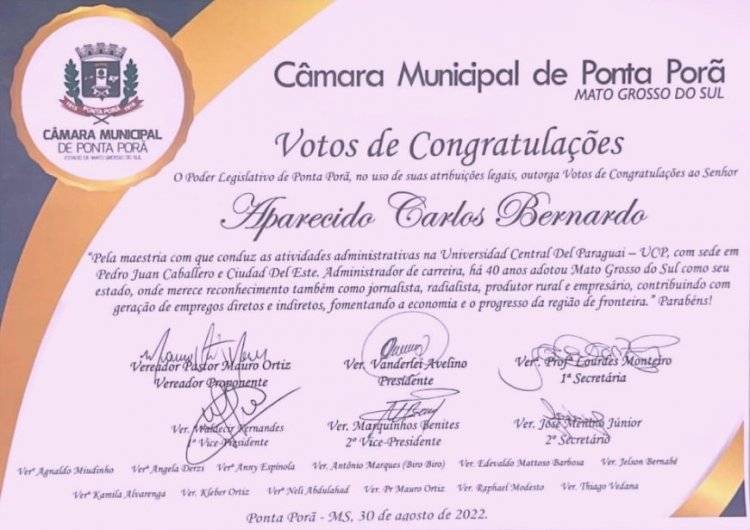 1913 PONTA PORÃ 1978
CÂMARA MUNICIPAL
DE PONTA PORÃ
ESTADO DE MATO GROSSO DO SUL
Câmara Municipal de Ponta Porã
MATO GROSSO DO SUL
Votos de Congratulações
O Poder Legislativo de Ponta Porã, no uso de suas atribuições legais, outorga Votos de Congratulações ao Senhor
Aparecido Carlos Bernardo
"Pela maestria com que conduz as atividades administrativas na Universidad Central Del Paraguai – UCP, com sede em
Pedro Juan Caballero e Ciudad Del Este. Administrador de carreira, há 40 anos adotou Mato Grosso do Sul como seu
estado, onde merece reconhecimento também como jornalista, radialista, produtor rural e empresário, contribuindo com
geração de empregos diretos e indiretos, fomentando a economia e o progresso da região de fronteira." Parabéns!
Vereador Pastor Mauro Ortiz
Vereador Proponente
Ver. Vanderlei Avelino
Presidente
Verª. Profª Lourdes Monteiro
1ª Secretária
Ver. Waldecir Fernandes
1º Vice-Presidente
Ver. Marquinhos Benites
2º Vice-Presidente
Ver. José Menino Júnior
2º Secretário
Verª Agnaldo Miudinho Verª Angela Derzi Verª Anny Espinola Ver. Antônio Marques (Biro Biro) Ver. Edevaldo Mattoso Barbosa Ver. Jelson Bernabé
Verª Kamila Alvarenga Ver. Kleber Ortiz Verª Neli Abdulahad Ver. Pr Mauro Ortiz Ver. Raphael Modesto Ver. Thiago Vedana
Ponta Porã - MS, 30 de agosto de 2022.